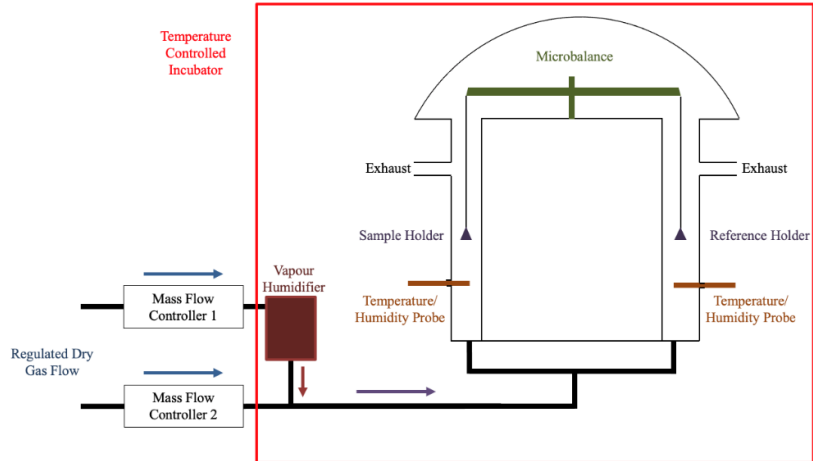 Temperature
Controlled
Incubator
Microbalance
Exhaust
Exhaust
Sample Holder
Reference Holder
Vapour
Humidifier
Temperature/
Humidity Probe
Temperature/
Humidity Probe
Mass Flow
Controller 1
Regulated Dry
Gas Flow
Mass Flow
Controller 2